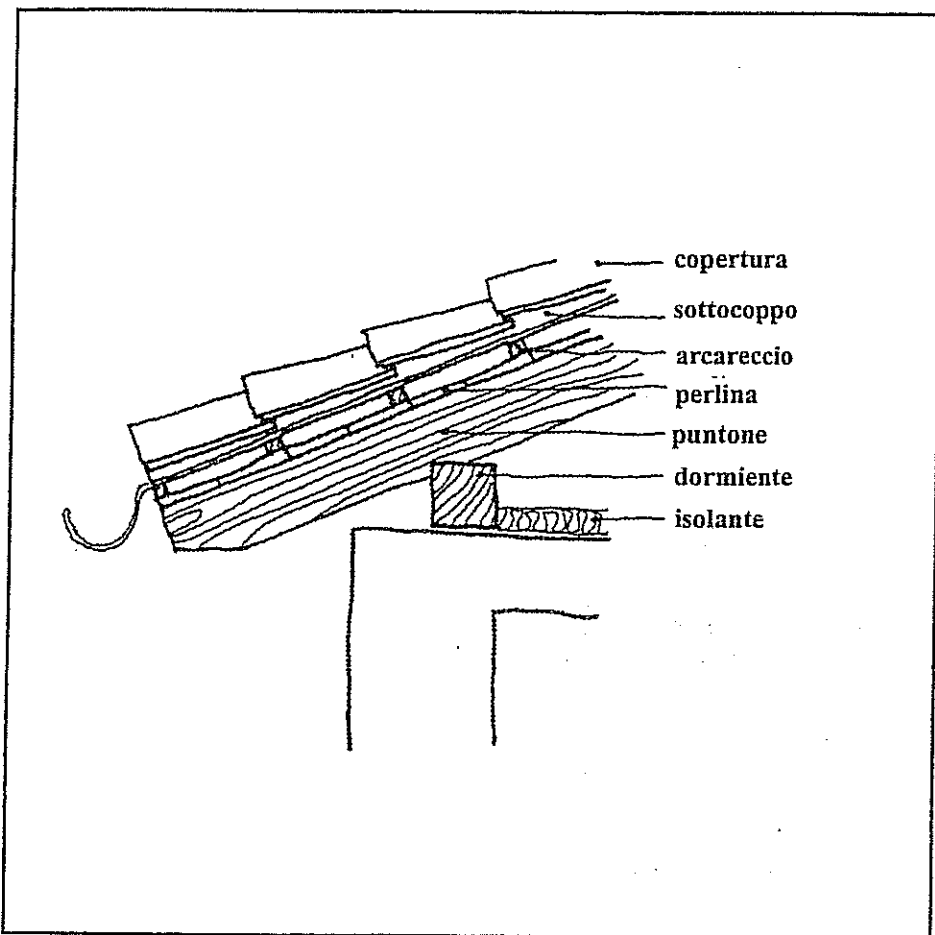 copertura
sottocoppo
arcareccio
perlina
puntone
dormiente
isolante